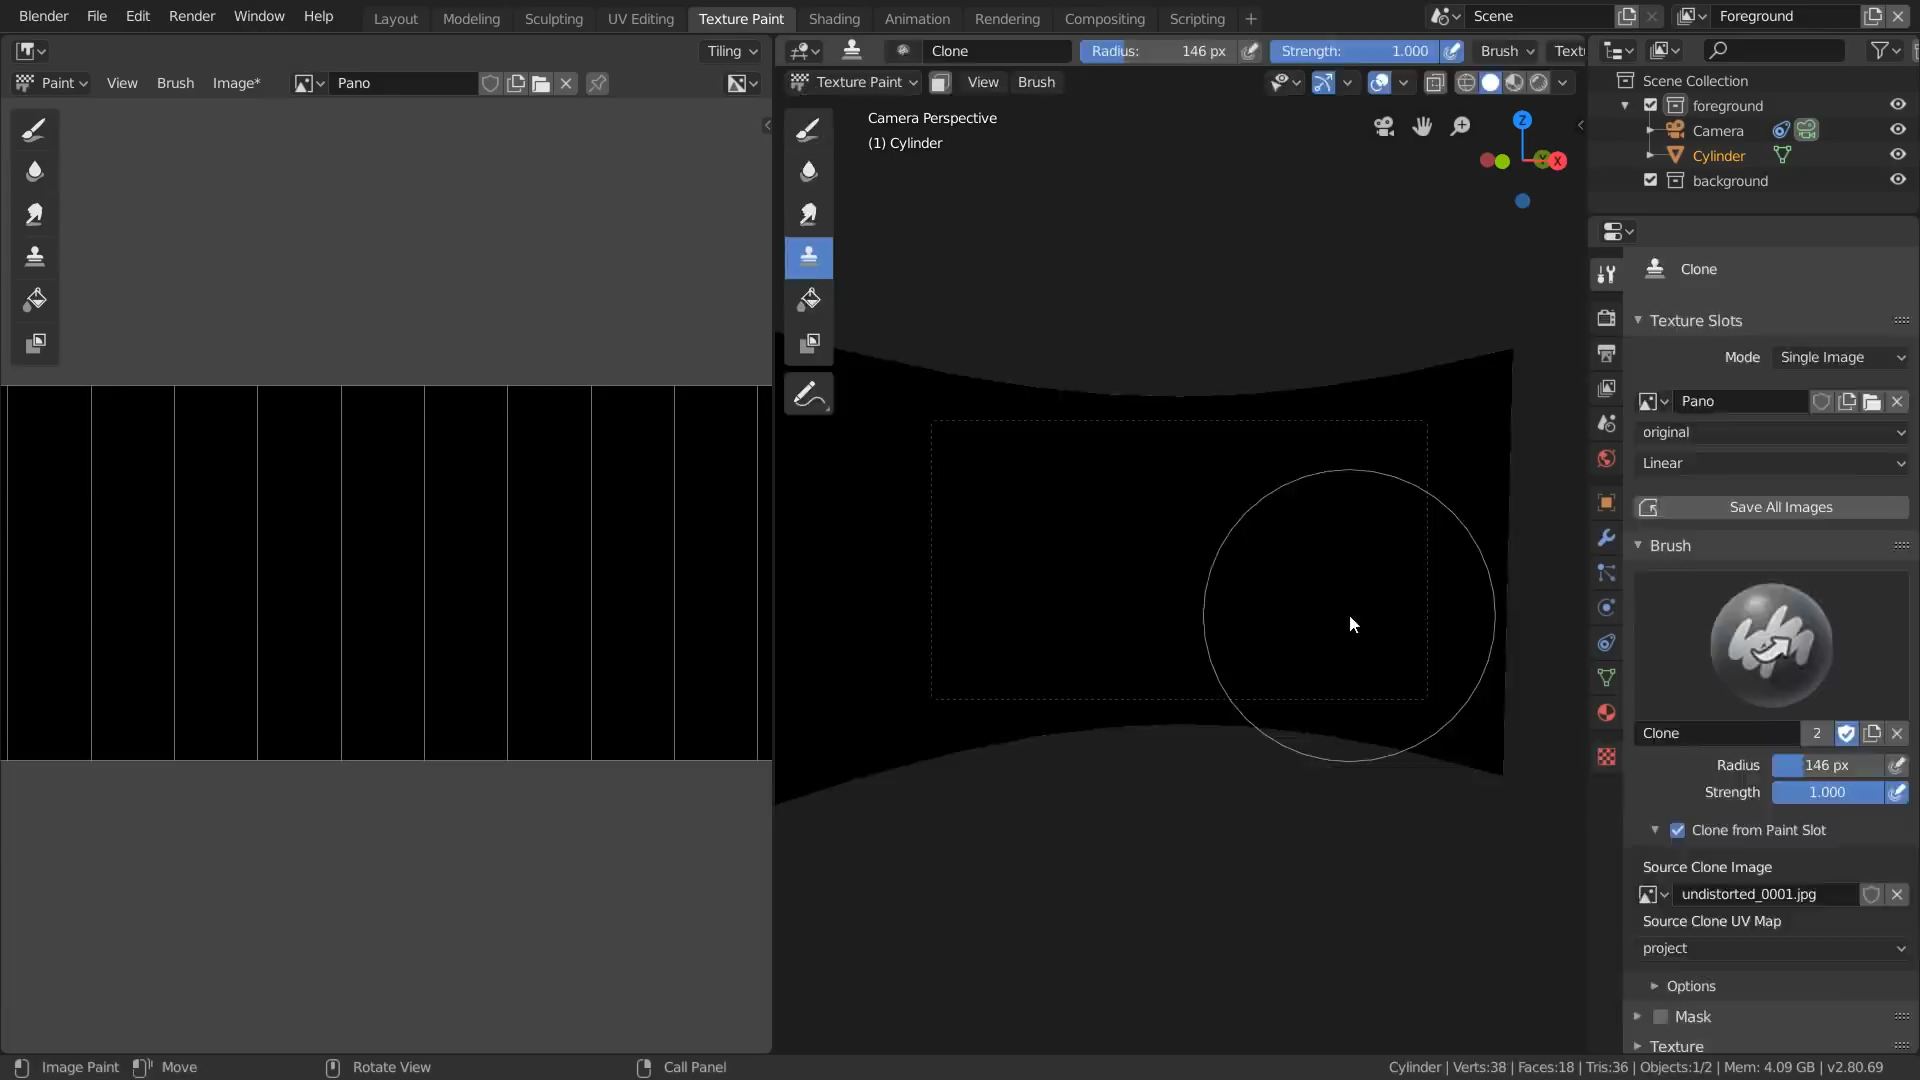 Blender File Edit Render Window Help Layout Modeling Sculpting UV Editing Texture Paint Shading Animation Rendering Compositing Scripting + Scene Foreground
Tiling Clone Radius: 146 px Strength: 1.000 Brush
Paint View Brush Image* Pano Texture Paint View Brush
Scene Collection
foreground
Camera
Cylinder
background
Camera Perspective
(1) Cylinder
Z
X
Clone
Texture Slots
Mode Single Image
Pano
original
Linear
Save All Images
Brush
Clone 2
Radius 146 px
Strength 1.000
Clone from Paint Slot
Source Clone Image
undistorted_0001.jpg
Source Clone UV Map
project
Options
Mask
Texture
Image Paint Move Rotate View Call Panel Cylinder | Verts:38 | Faces:18 | Tris:36 | Objects:1/2 | Mem: 4.09 GB | v2.80.69